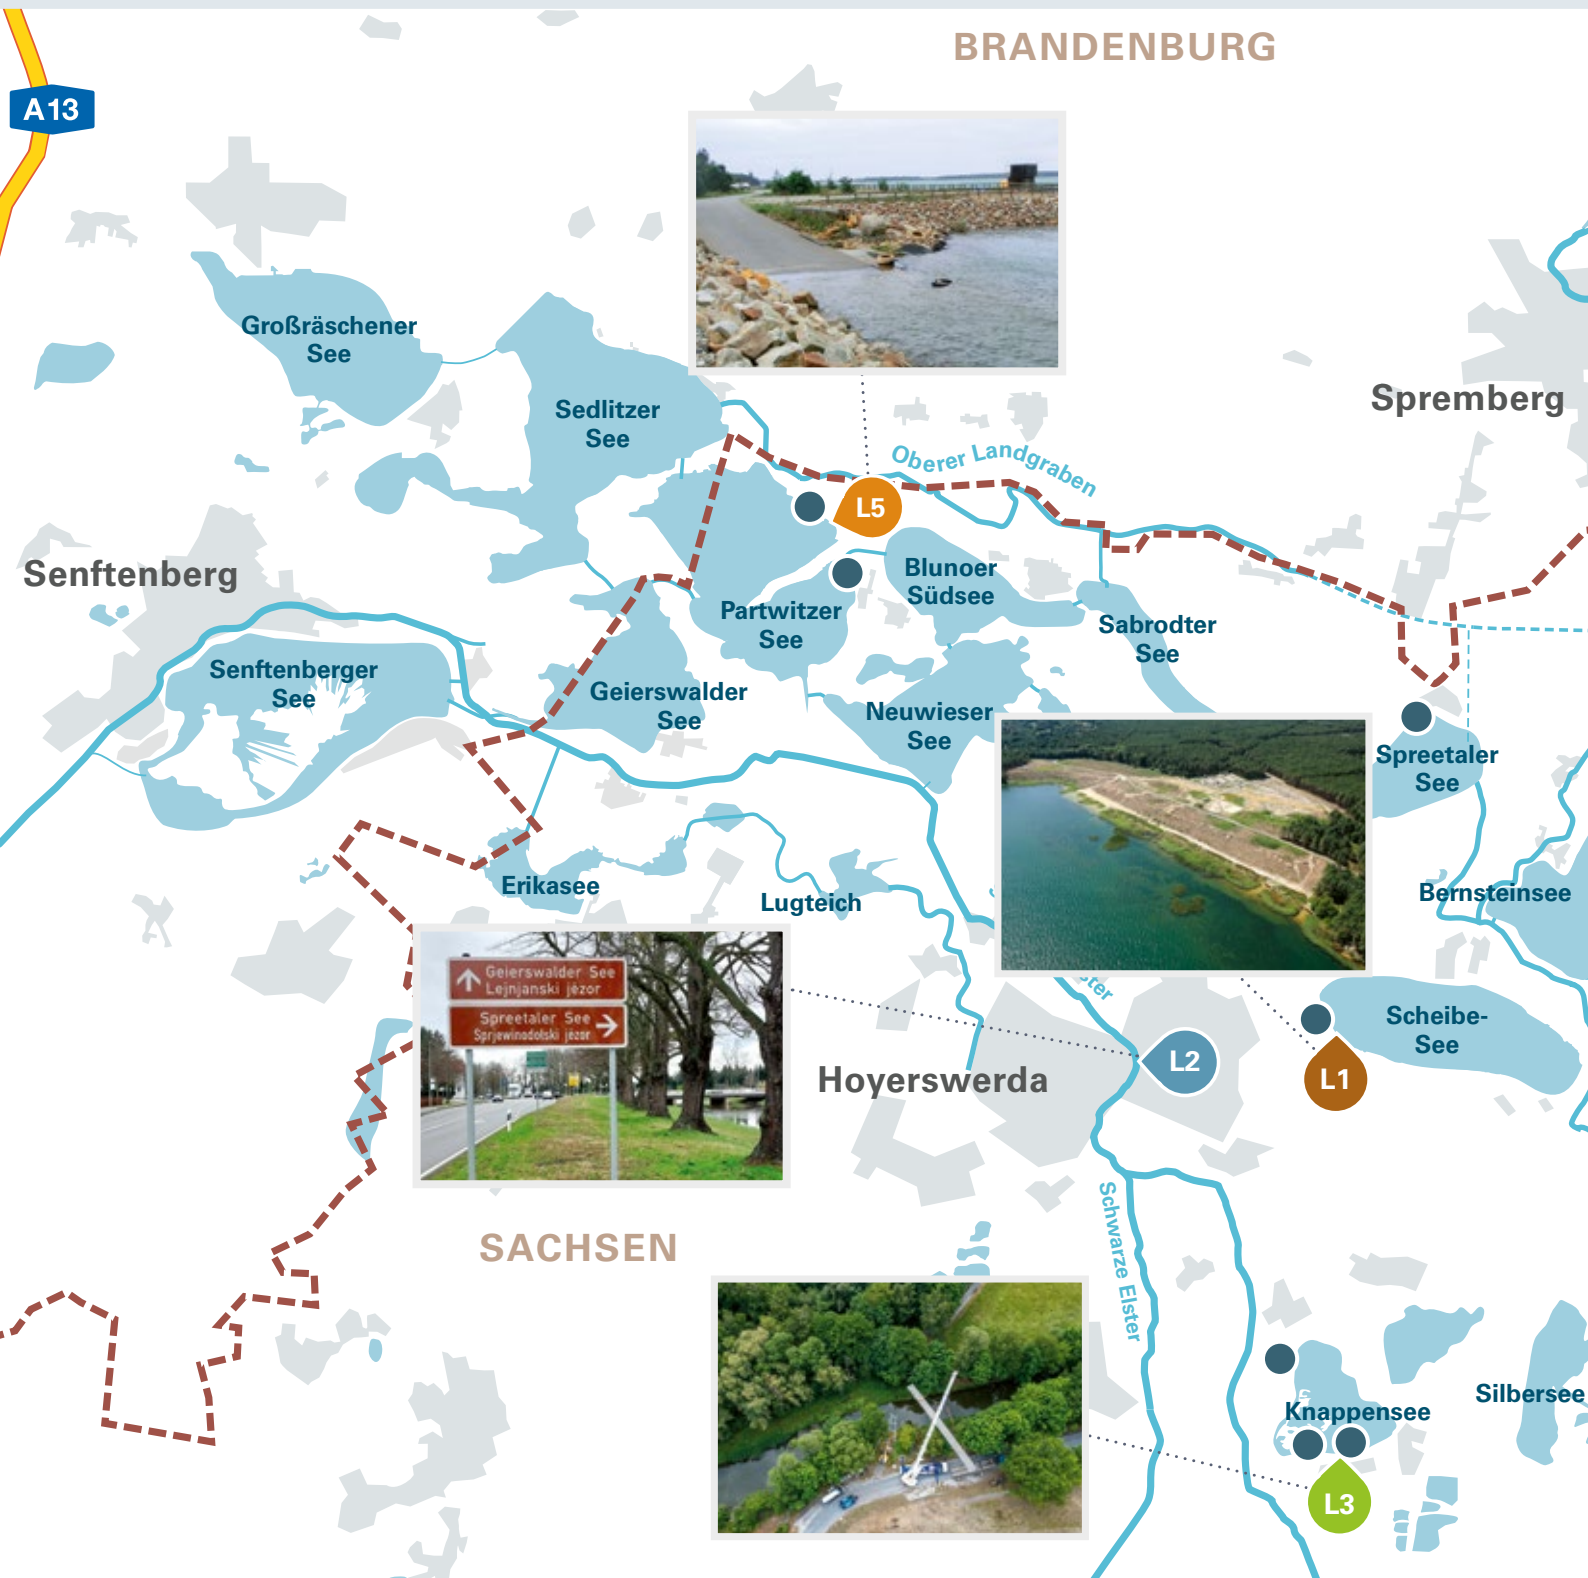 BRANDENBURG
A13
Großräschener
See
Sedlitzer
See
Spremberg
Oberer Landgraben
L5
Senftenberg
Blunoer
Südsee
Partwitzer
See
Sabrodter
See
Senftenberger
See
Geierswalder
See
Neuwieser
See
Spreetaler
See
Erikasee
Lugteich
Bernsteinsee
Geierswalder See
Lejnjanski jězor
Spreetaler See
Sprjewinodolski jězor
Scheibe-
See
L2
L1
Hoyerswerda
Schwarze Elster
SACHSEN
Knappensee
Silbersee
L3